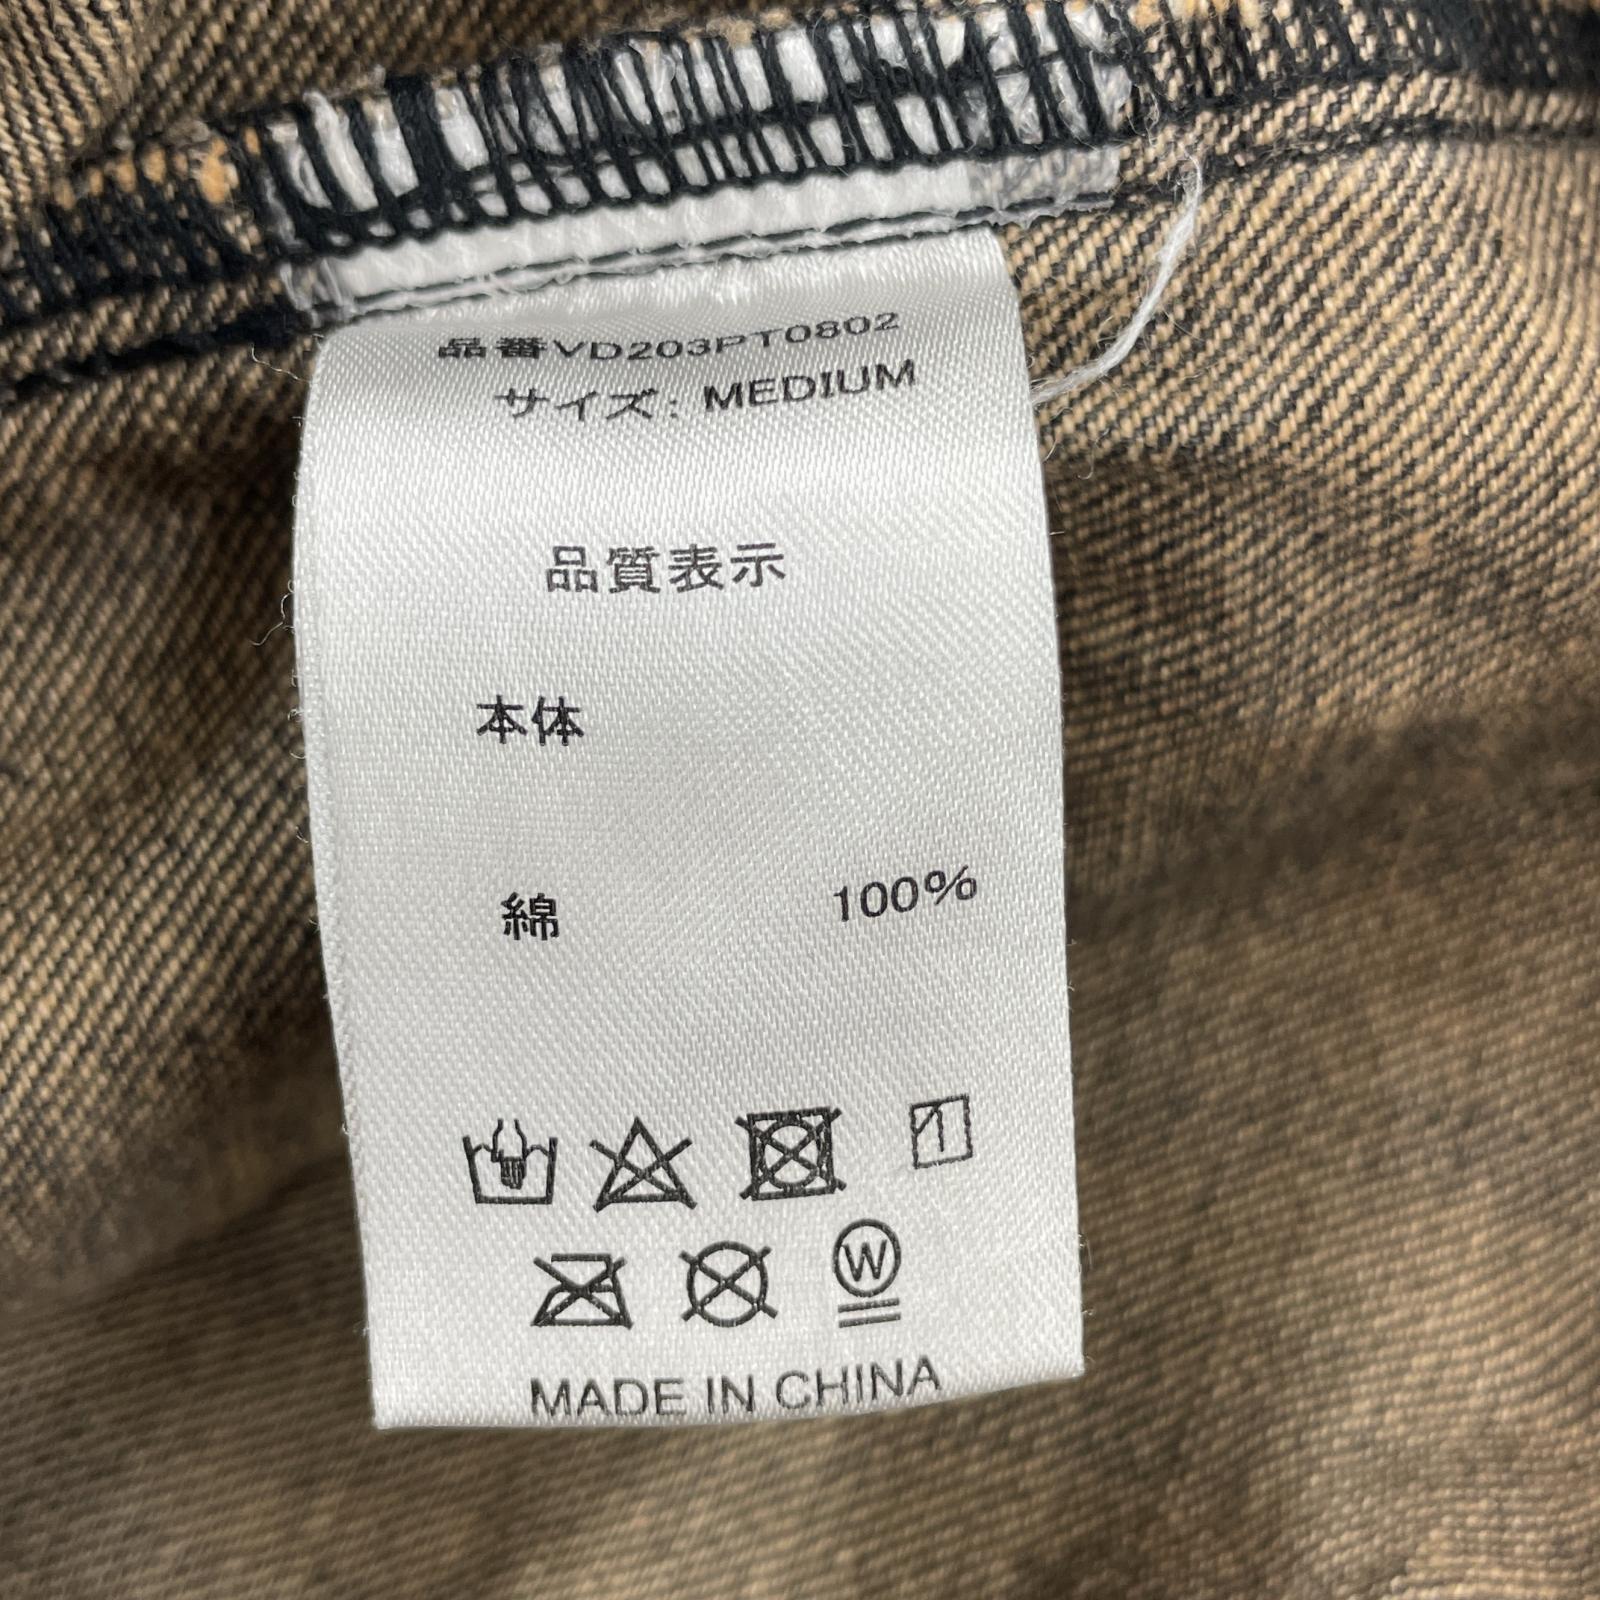 品番VD203PT0802
サイズ: MEDIUM
品質表示
本体
綿 100%
W
MADE IN CHINA